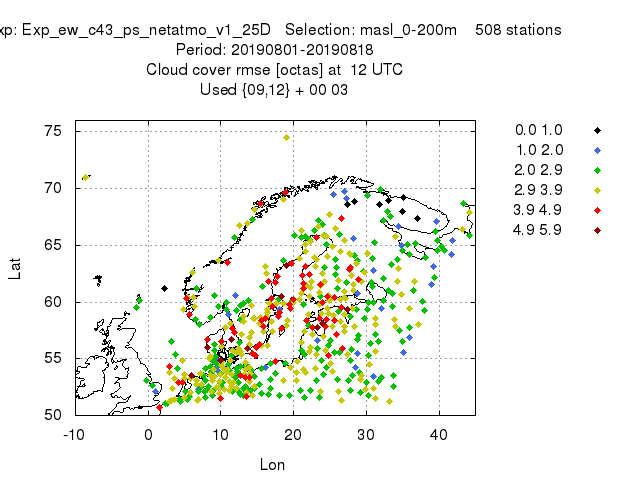 xp: Exp_ew_c43_ps_netatmo_v1_25D   Selection: masl_0-200m    508 stations
Period: 20190801-20190818
Cloud cover rmse [octas] at  12 UTC
Used {09,12} + 00 03
0.0 1.0
1.0 2.0
2.0 2.9
2.9 3.9
3.9 4.9
4.9 5.9
75
70
65
60
55
50
Lat
-10 0 10 20 30 40
Lon